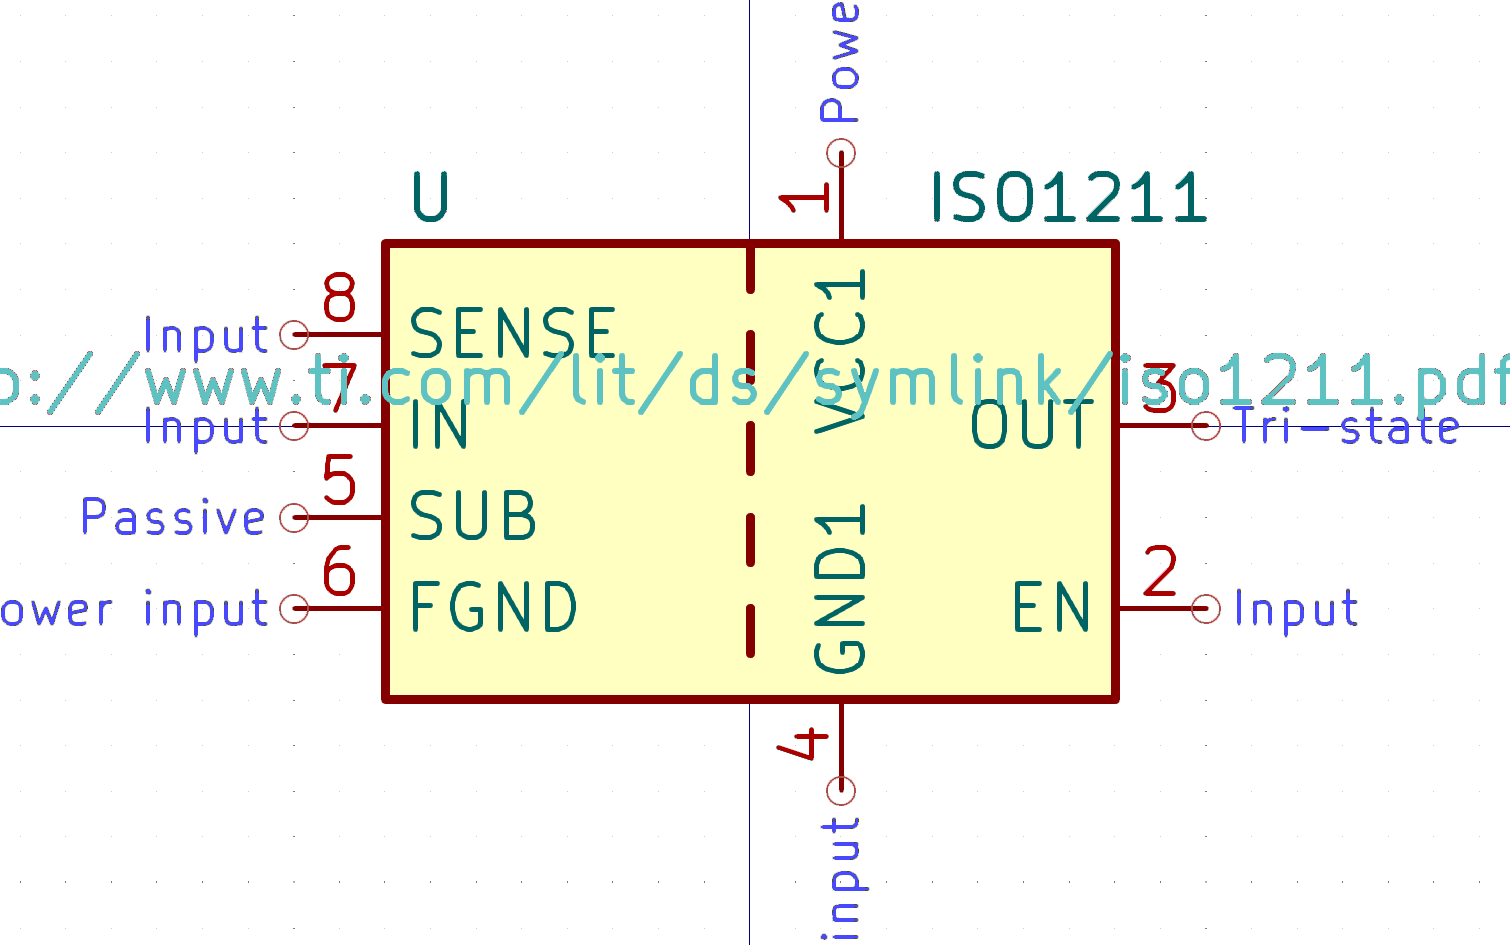 Powe
U
1
ISO1211
8
Input
SENSE
VCC1
p://www.ti.com/lit/ds/symlink/iso1211.pdf
7
3
Input
IN
OUT
Tri-state
5
Passive
SUB
GND1
6
2
ower input
FGND
EN
Input
4
input